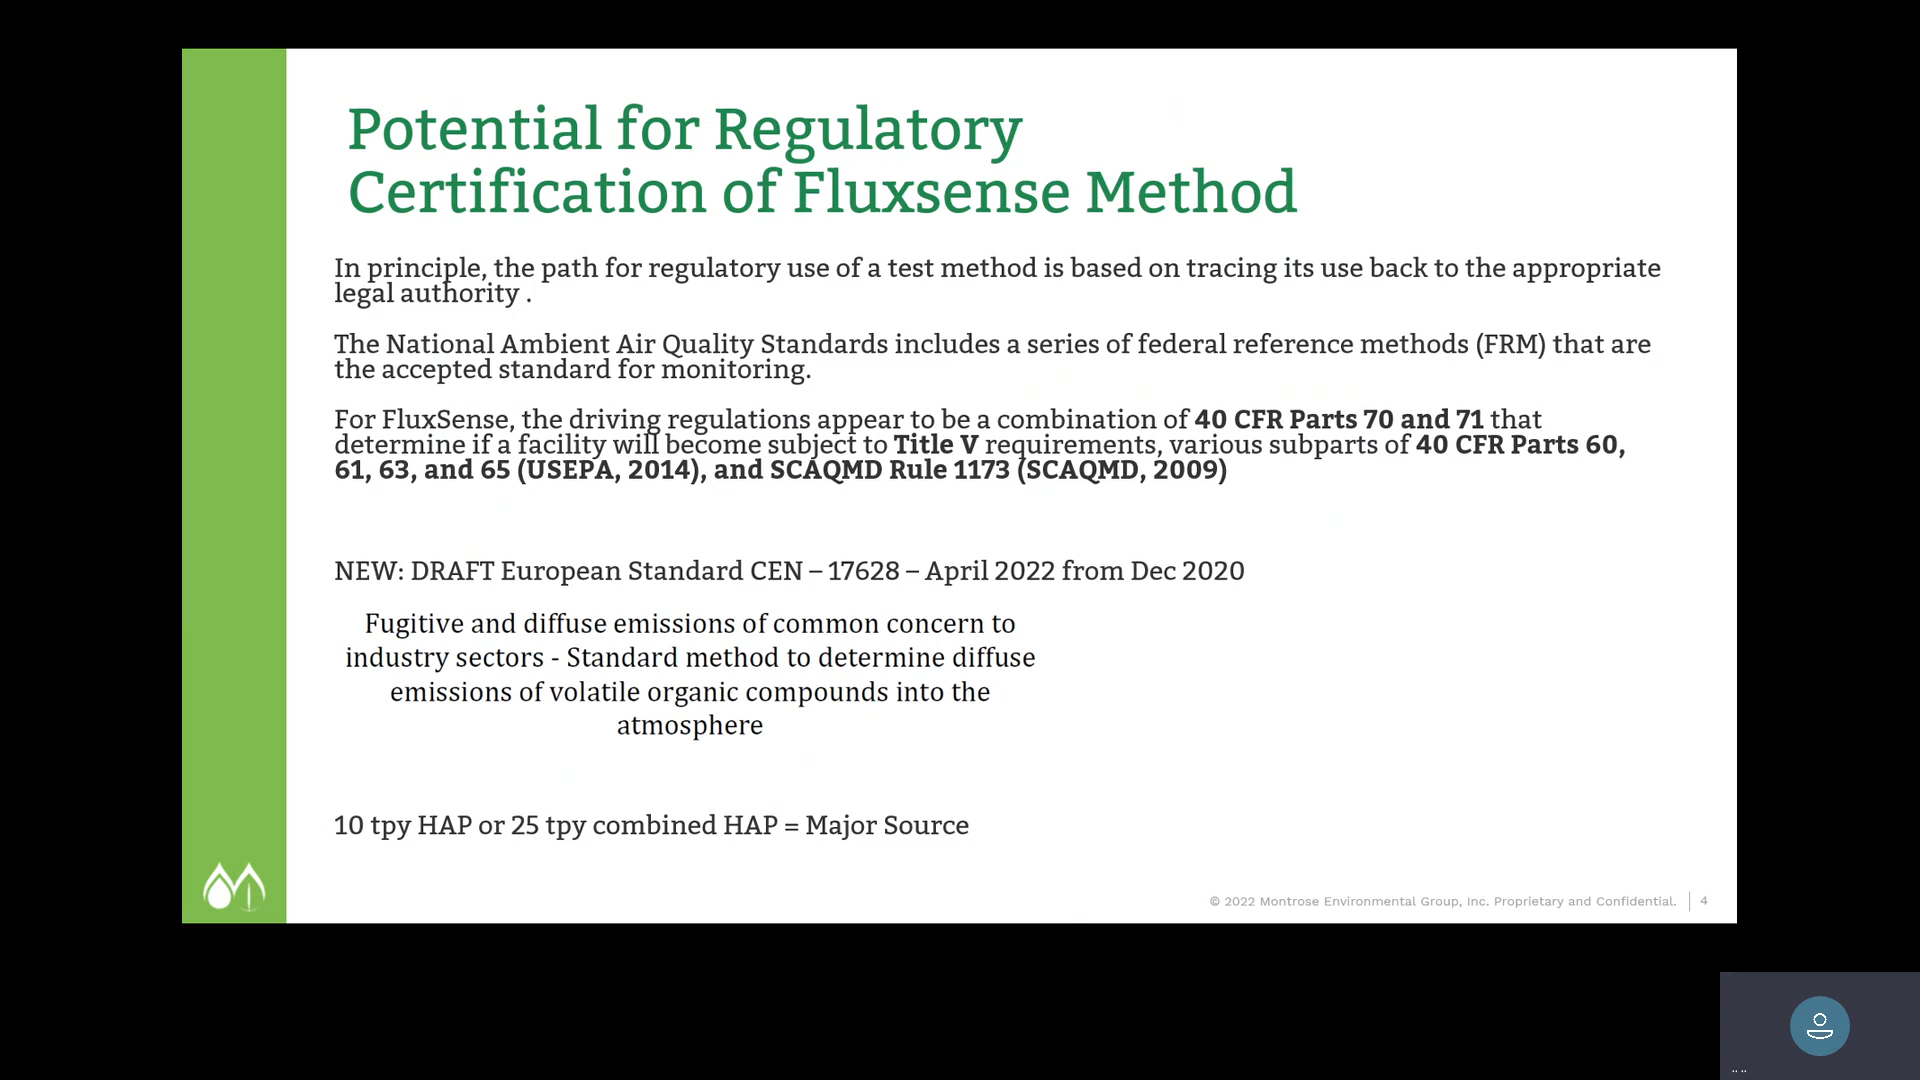 Potential for Regulatory
Certification of Fluxsense Method
In principle, the path for regulatory use of a test method is based on tracing its use back to the appropriate
legal authority .
The National Ambient Air Quality Standards includes a series of federal reference methods (FRM) that are
the accepted standard for monitoring.
For FluxSense, the driving regulations appear to be a combination of 40 CFR Parts 70 and 71 that
determine if a facility will become subject to Title V requirements, various subparts of 40 CFR Parts 60,
61, 63, and 65 (USEPA, 2014), and SCAQMD Rule 1173 (SCAQMD, 2009)
NEW: DRAFT European Standard CEN – 17628 – April 2022 from Dec 2020
Fugitive and diffuse emissions of common concern to
industry sectors - Standard method to determine diffuse
emissions of volatile organic compounds into the
atmosphere
10 tpy HAP or 25 tpy combined HAP = Major Source
© 2022 Montrose Environmental Group, Inc. Proprietary and Confidential. | 4